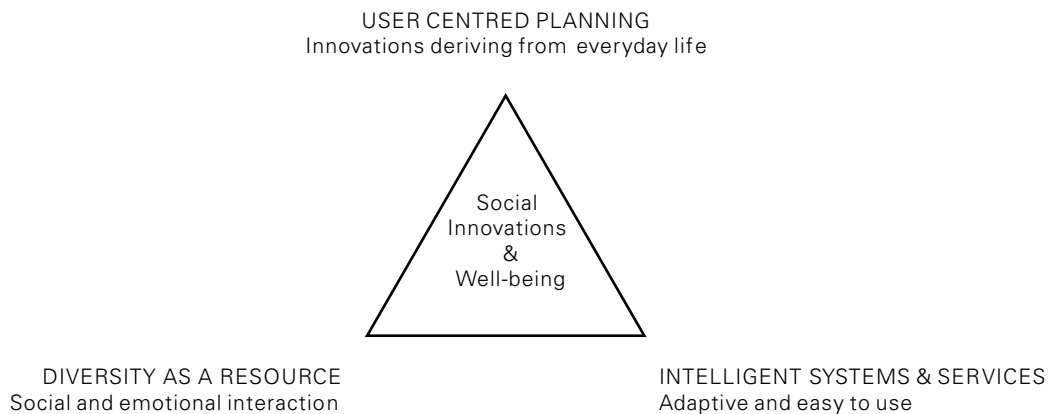 USER CENTRED PLANNING
Innovations deriving from everyday life
Social
Innovations
&
Well-being
DIVERSITY AS A RESOURCE
Social and emotional interaction
INTELLIGENT SYSTEMS & SERVICES
Adaptive and easy to use